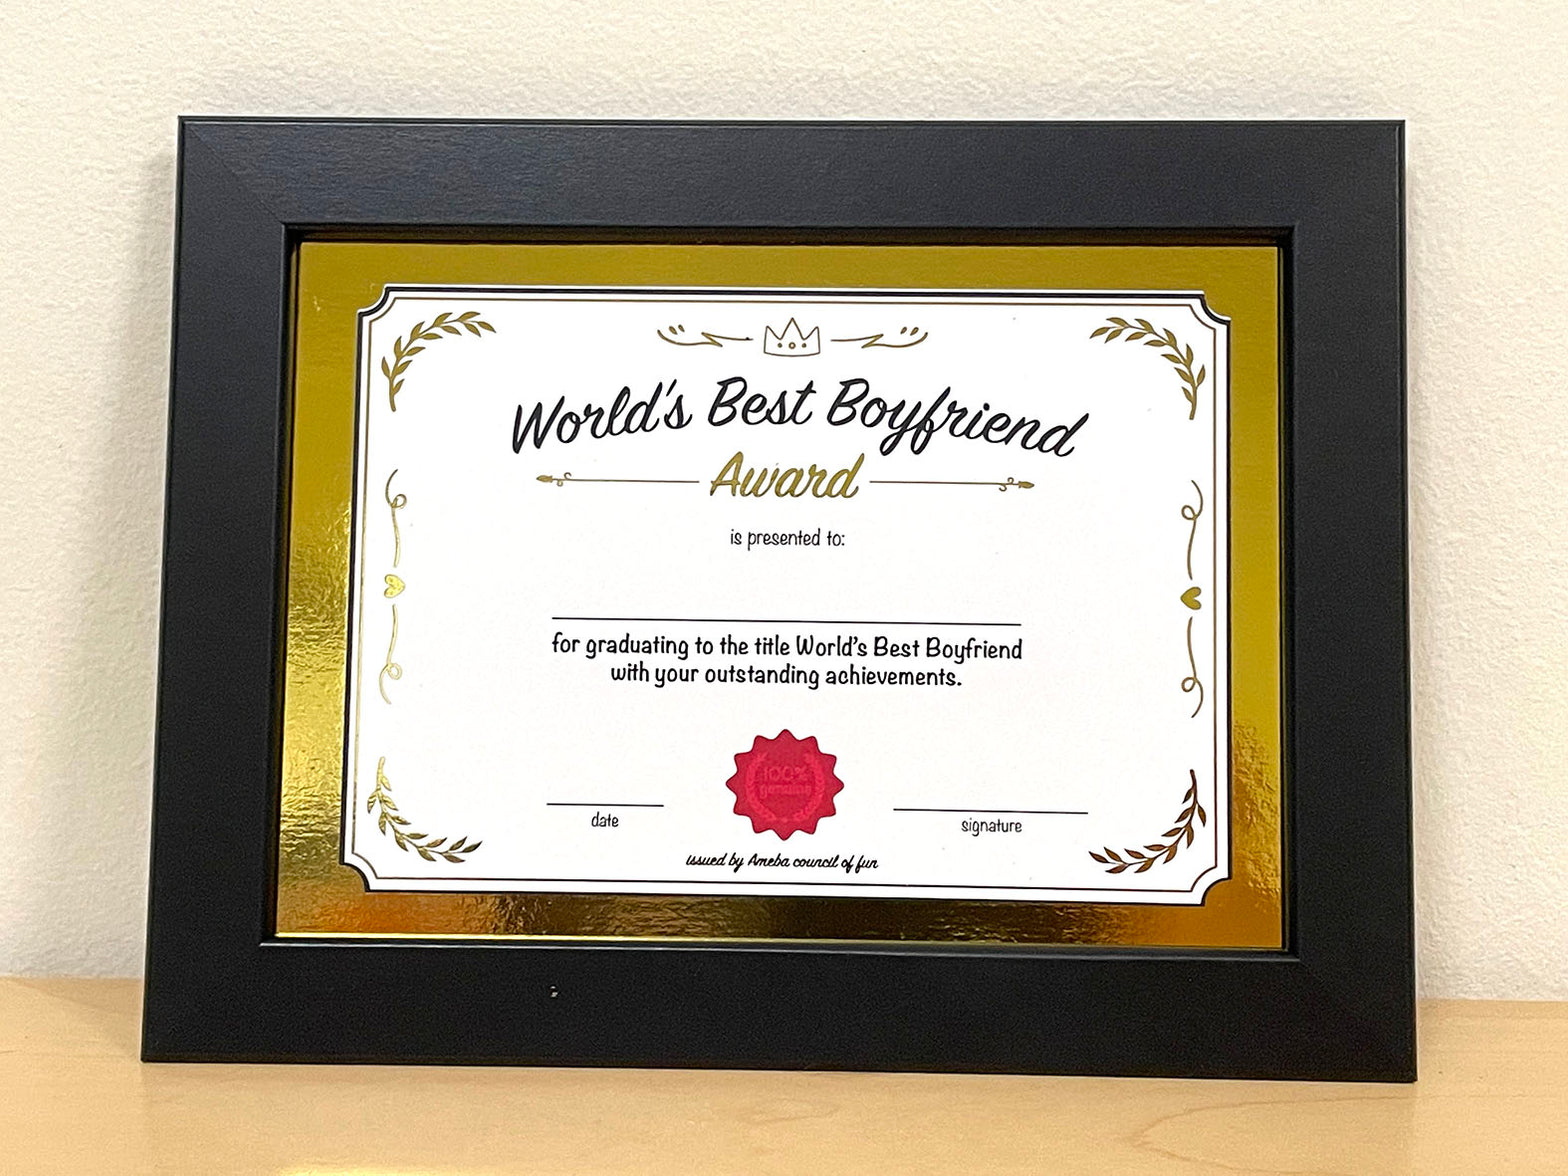 World's Best Boyfriend
Award
is presented to:
for graduating to the title World's Best Boyfriend
with your outstanding achievements.
100%
date
signature
issued by Ameba council of fun